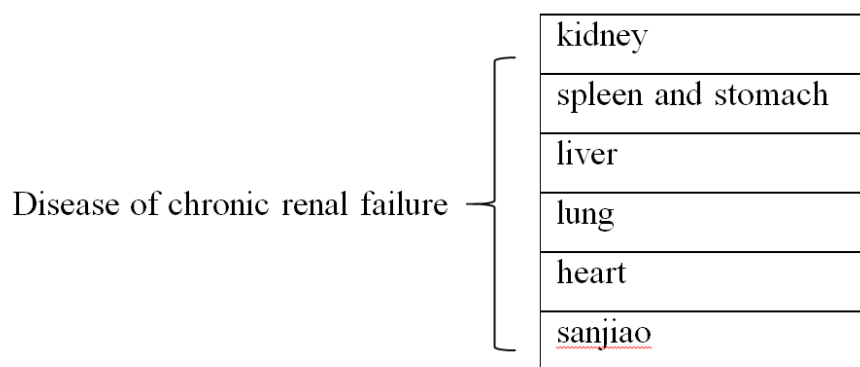 kidney
spleen and stomach
liver
Disease of chronic renal failure
lung
heart
sanjiao